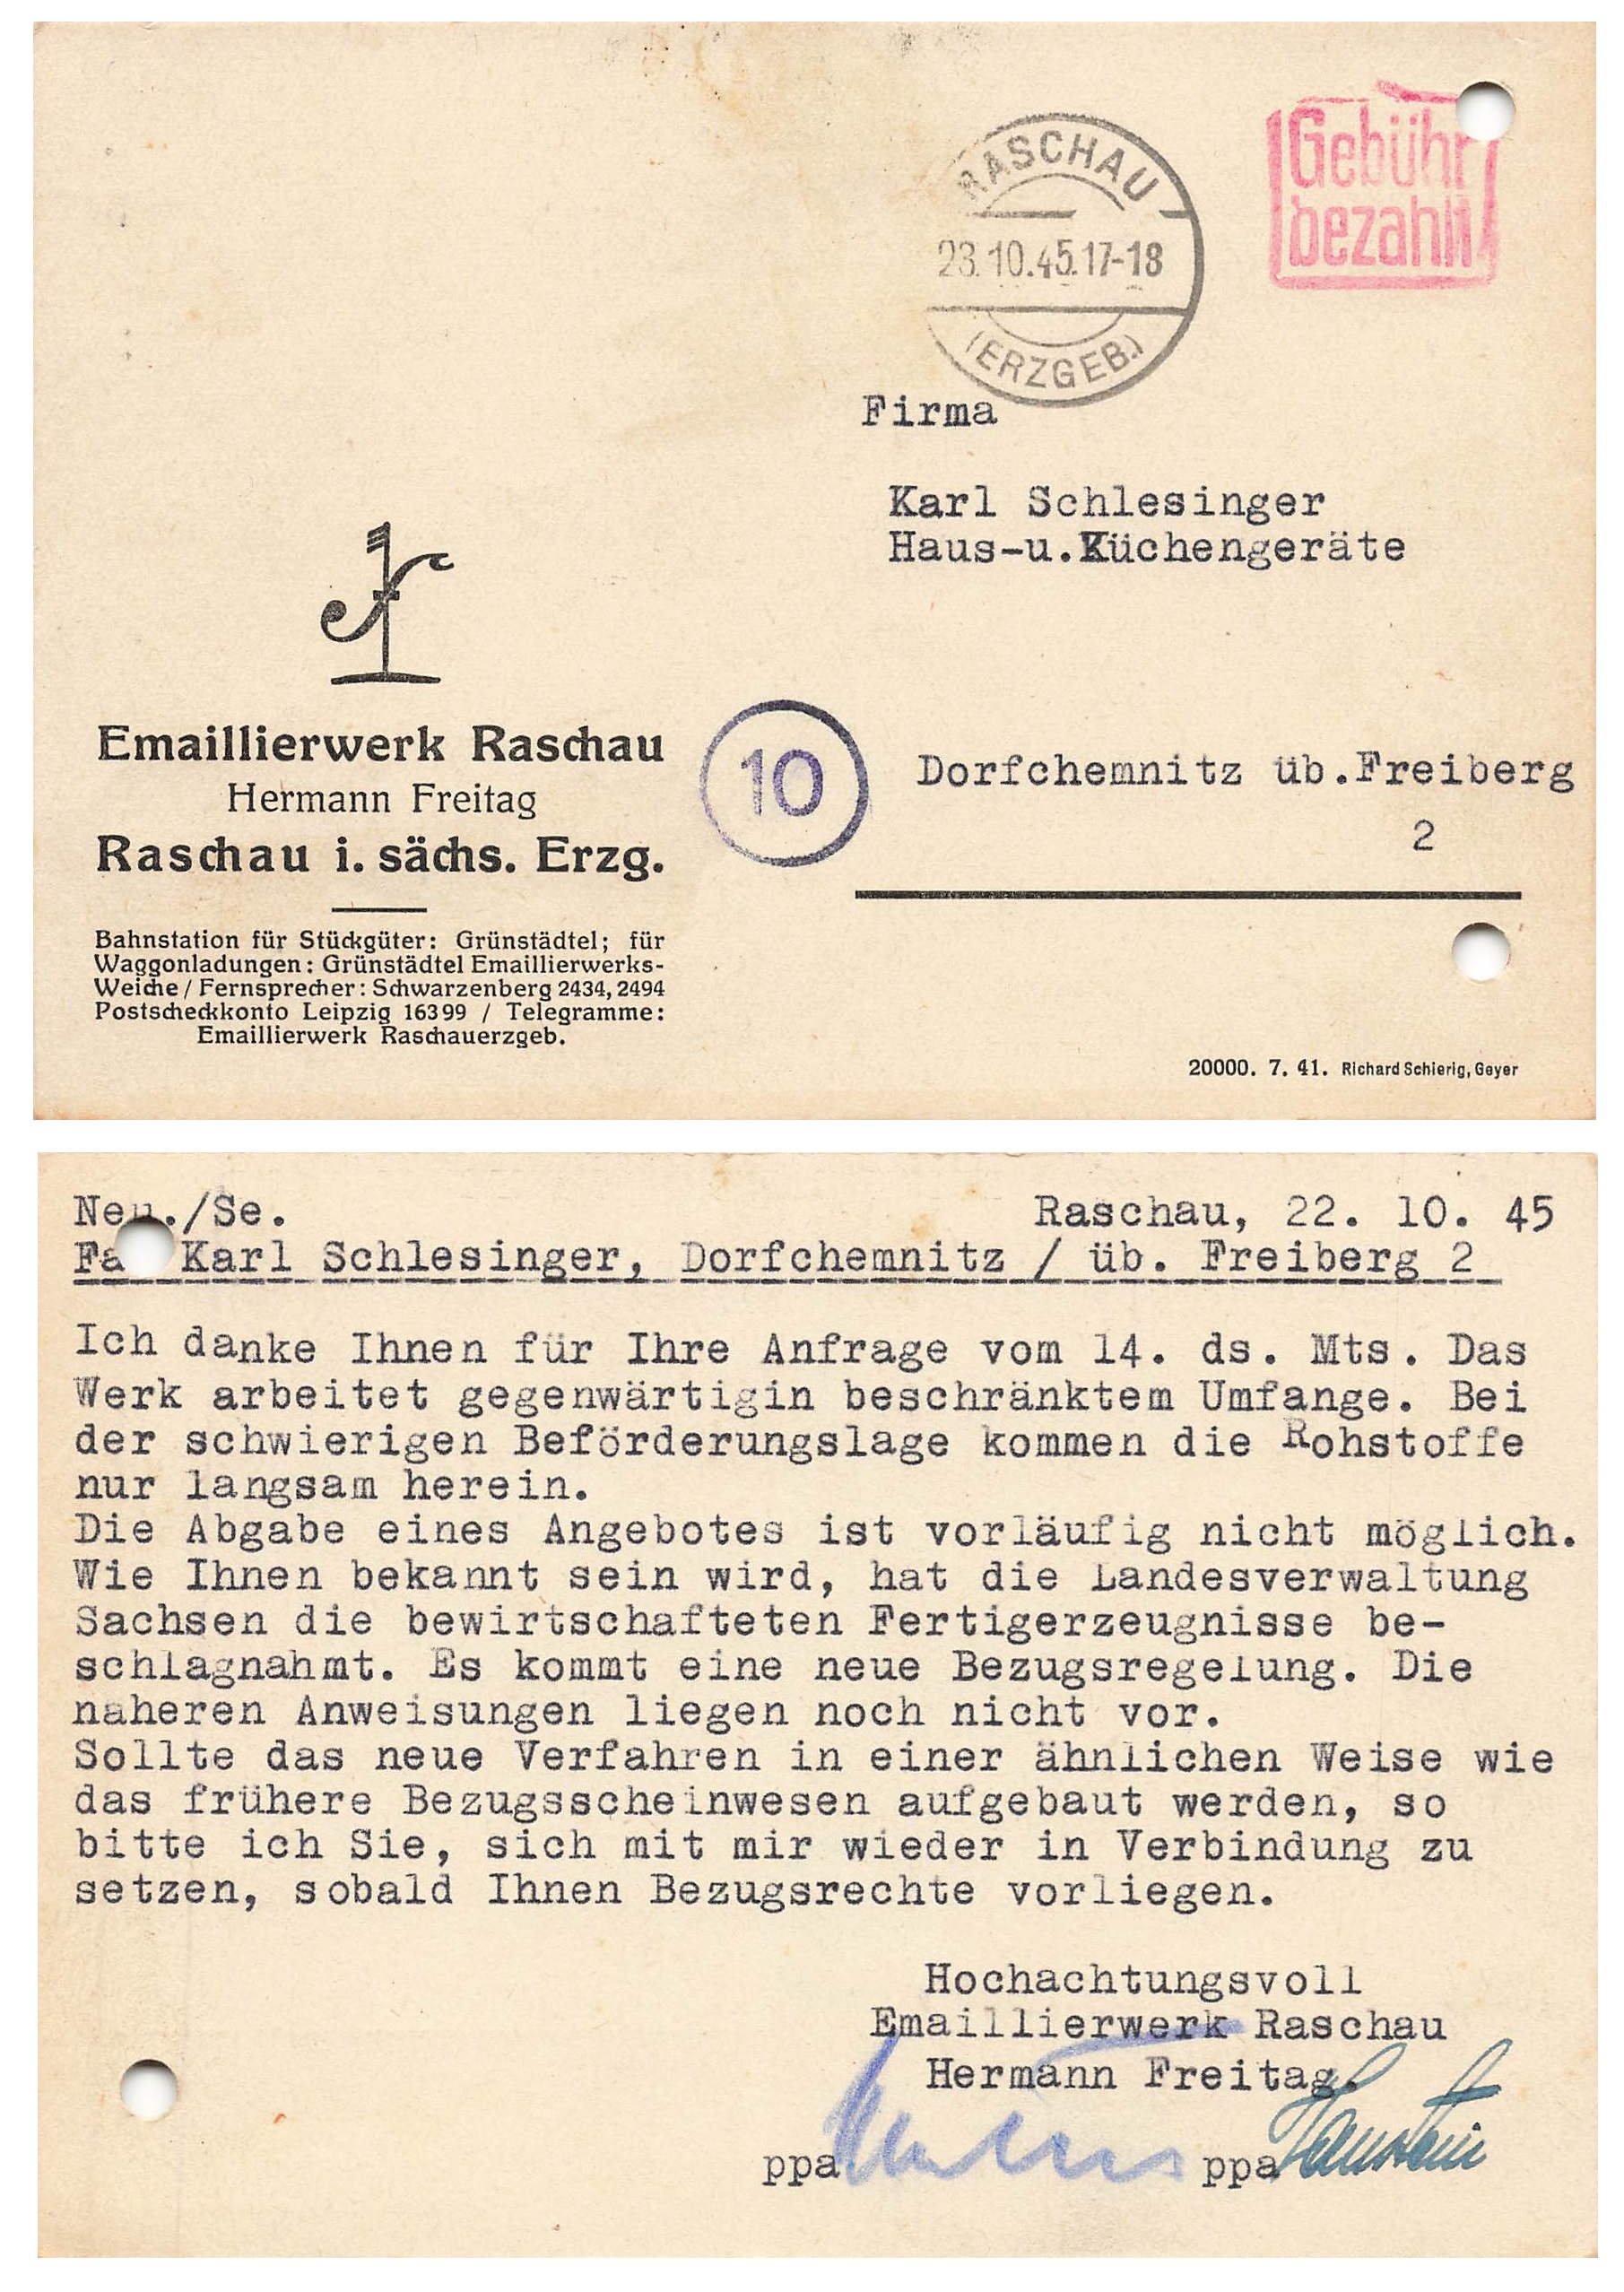 RASCHAU
23.10.45.17-18
(ERZGEB.)
Gebühr
bezahlt
Firma
Karl Schlesinger
Haus-u.Küchengeräte
Emaillierwerk Raschau
Hermann Freitag
Raschau i. sächs. Erzg.
10
Dorfchemnitz üb.Freiberg
2
Bahnstation für Stückgüter: Grünstädtel; für
Waggonladungen: Grünstädtel Emaillierwerks-
Weiche / Fernsprecher: Schwarzenberg 2434, 2494
Postscheckkonto Leipzig 16399 / Telegramme:
Emaillierwerk Raschauerzgeb.
20000. 7. 41. Richard Schierig, Geyer
Neu./Se. Raschau, 22. 10. 45
Fa Karl Schlesinger, Dorfchemnitz / üb. Freiberg 2
Ich danke Ihnen für Ihre Anfrage vom 14. ds. Mts. Das
Werk arbeitet gegenwärtigin beschränktem Umfange. Bei
der schwierigen Beförderungslage kommen die Rohstoffe
nur langsam herein.
Die Abgabe eines Angebotes ist vorläufig nicht möglich.
Wie Ihnen bekannt sein wird, hat die Landesverwaltung
Sachsen die bewirtschafteten Fertigerzeugnisse be-
schlagnahmt. Es kommt eine neue Bezugsregelung. Die
näheren Anweisungen liegen noch nicht vor.
Sollte das neue Verfahren in einer ähnlichen Weise wie
das frühere Bezugsscheinwesen aufgebaut werden, so
bitte ich Sie, sich mit mir wieder in Verbindung zu
setzen, sobald Ihnen Bezugsrechte vorliegen.
Hochachtungsvoll
Emaillierwerk Raschau
Hermann Freitag.
ppa ppa